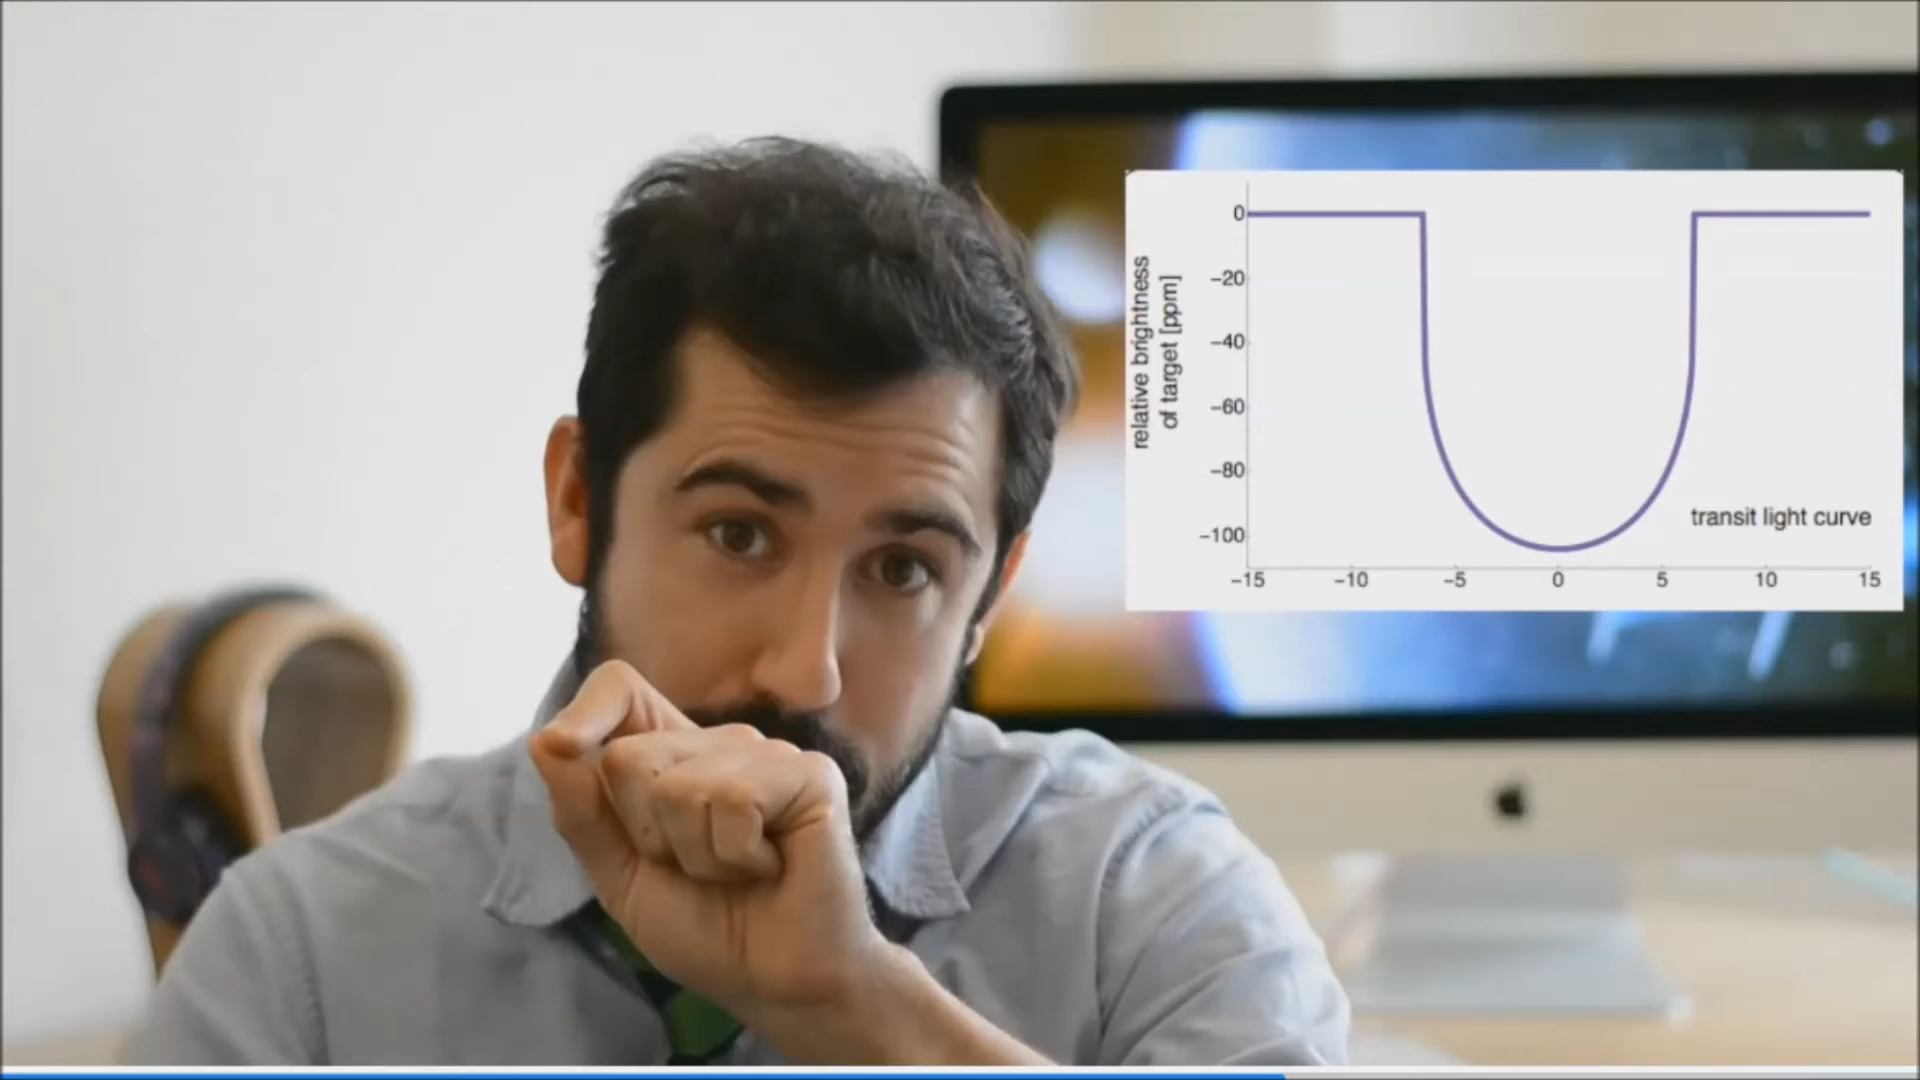 relative brightness
of target [ppm]
0
−20
−40
−60
−80
−100
transit light curve
−15 −10 −5 0 5 10 15